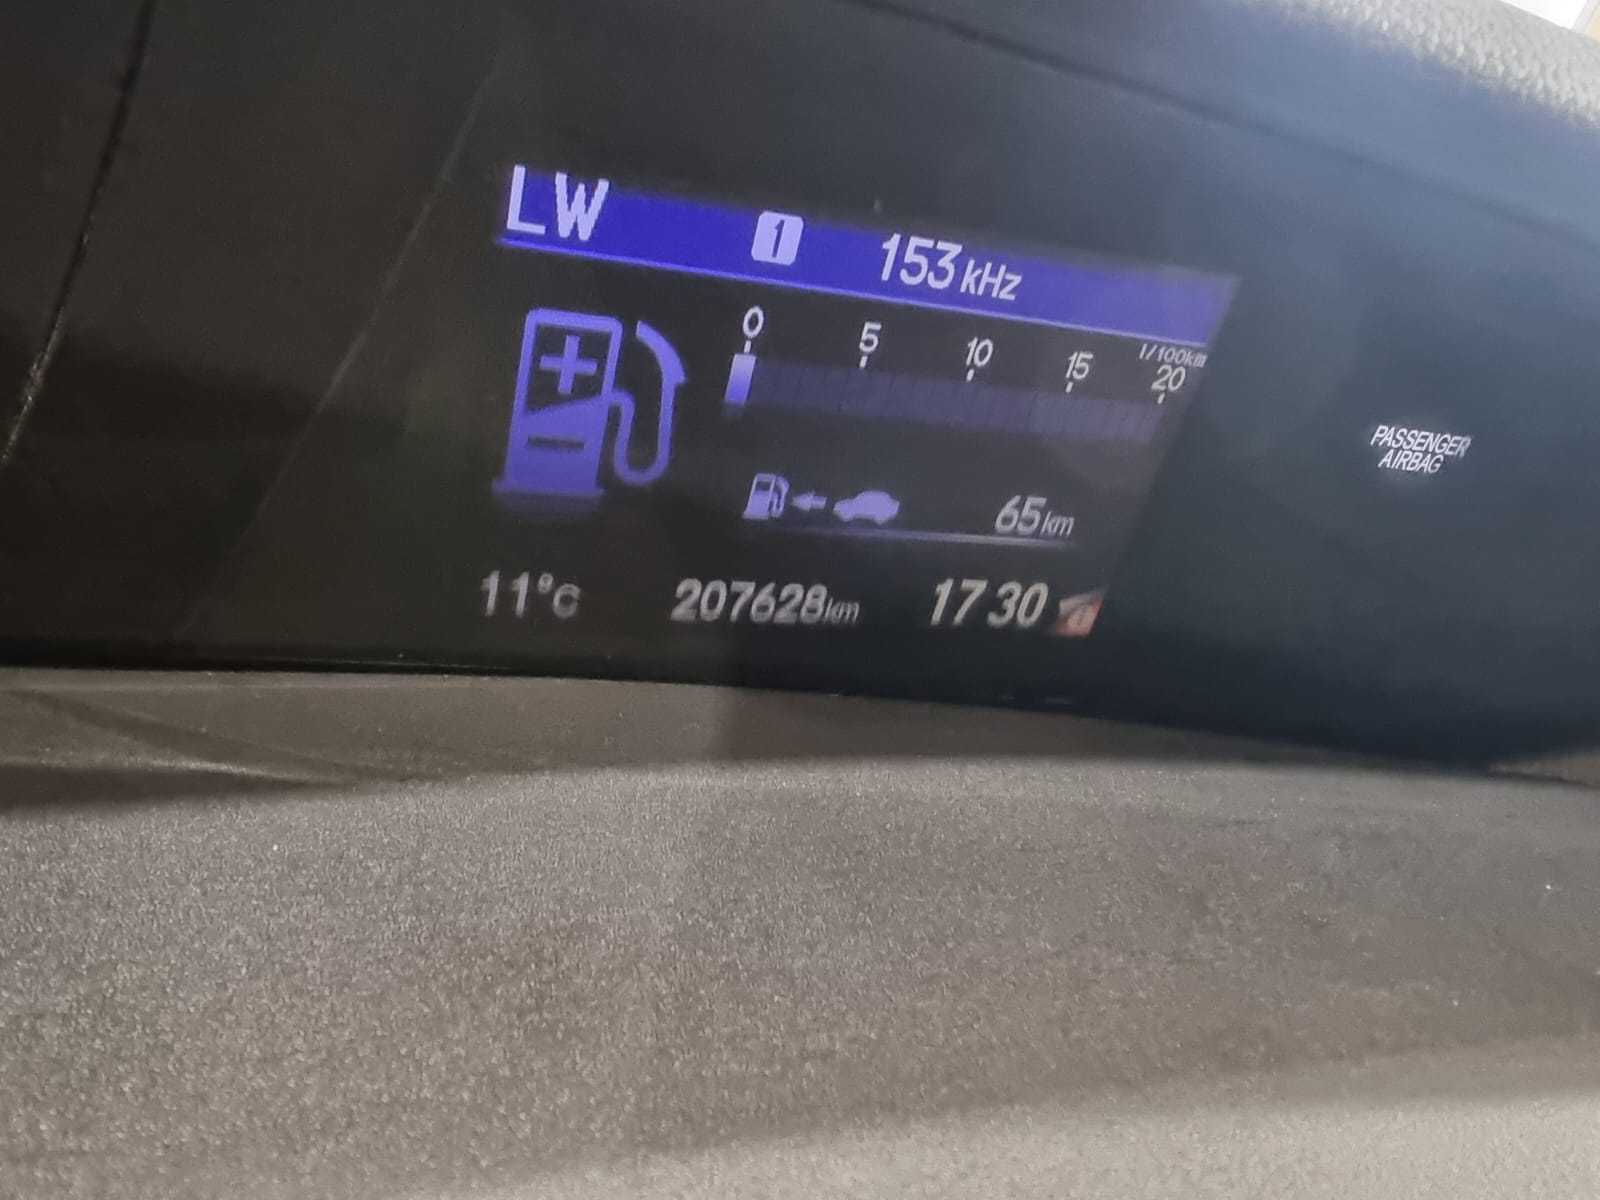 LW 1 153 kHz
0 5 10 15 20
l/100km
65 km
11°C 207628 km 17 30
PASSENGER
AIRBAG